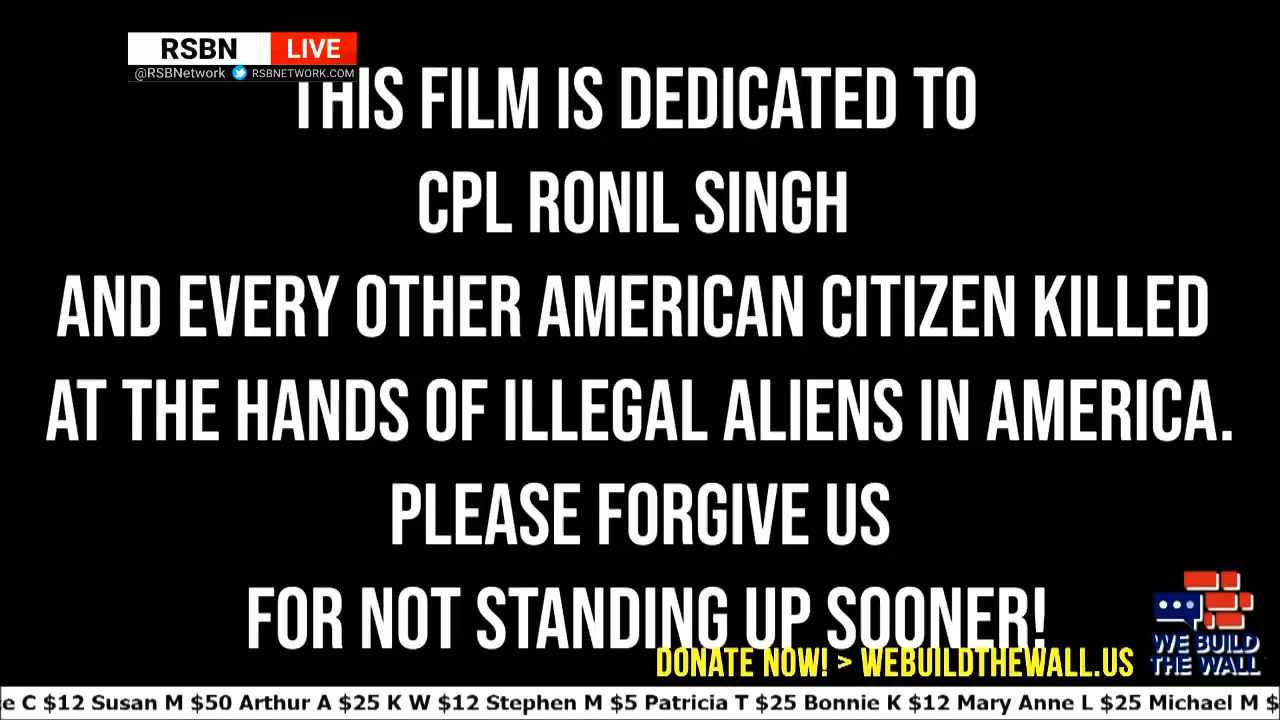 RSBN LIVE
@RSBNetwork RSBNETWORK.COM
THIS FILM IS DEDICATED TO
CPL RONIL SINGH
AND EVERY OTHER AMERICAN CITIZEN KILLED
AT THE HANDS OF ILLEGAL ALIENS IN AMERICA.
PLEASE FORGIVE US
FOR NOT STANDING UP SOONER!
DONATE NOW! > WEBUILDTHEWALL.US
WE BUILD
THE WALL
e C $12 Susan M $50 Arthur A $25 K W $12 Stephen M $5 Patricia T $25 Bonnie K $12 Mary Anne L $25 Michael M $